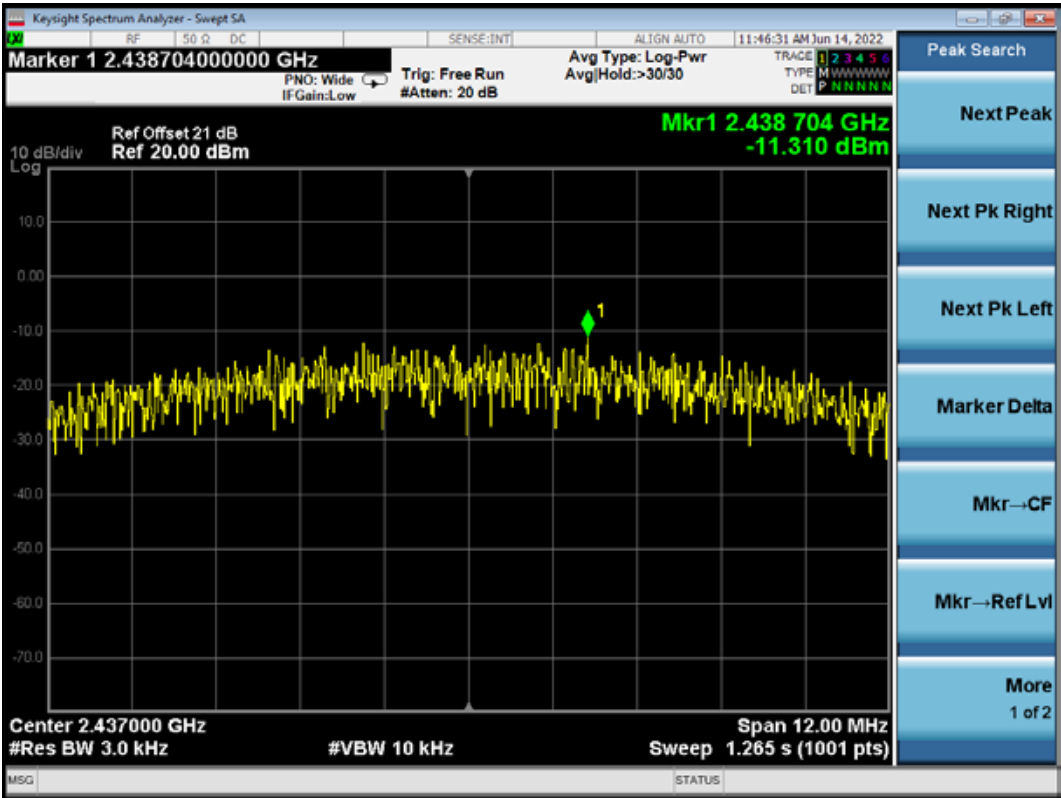 Keysight Spectrum Analyzer - Swept SA
RF 50 Ω DC SENSE:INT ALIGN AUTO 11:46:31 AM Jun 14, 2022
Marker 1 2.438704000000 GHz
PNO: Wide
IFGain:Low
Trig: Free Run
#Atten: 20 dB
Avg Type: Log-Pwr
Avg|Hold:>30/30
TRACE 1 2 3 4 5 6
TYPE M WWWWW
DET P N N N N N
Mkr1 2.438 704 GHz
-11.310 dBm
Ref Offset 21 dB
10 dB/div Ref 20.00 dBm
Log
10.0
0.00
1
-10.0
-20.0
-30.0
-40.0
-50.0
-60.0
-70.0
Center 2.437000 GHz Span 12.00 MHz
#Res BW 3.0 kHz #VBW 10 kHz Sweep 1.265 s (1001 pts)
MSG STATUS
Peak Search
Next Peak
Next Pk Right
Next Pk Left
Marker Delta
Mkr→CF
Mkr→Ref Lvl
More
1 of 2